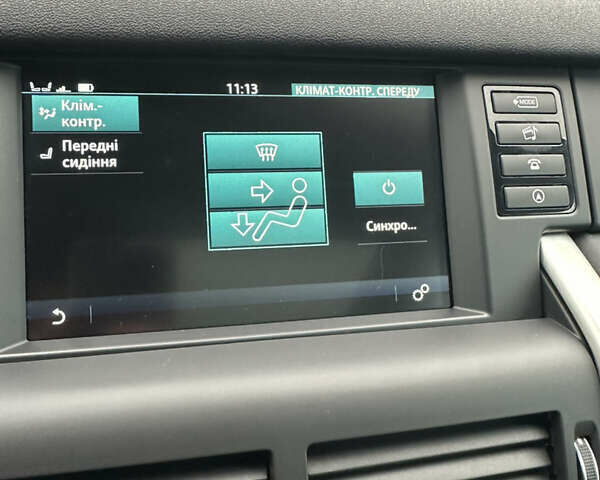 11:13
КЛІМАТ-КОНТР. СПЕРЕДУ
Клім.-
контр.
Передні
сидіння
Синхро...
MODE
A